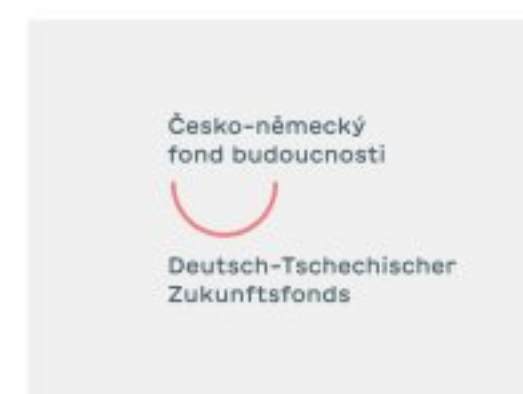 Česko-německý
fond budoucnosti
Deutsch-Tschechischer
Zukunftsfonds